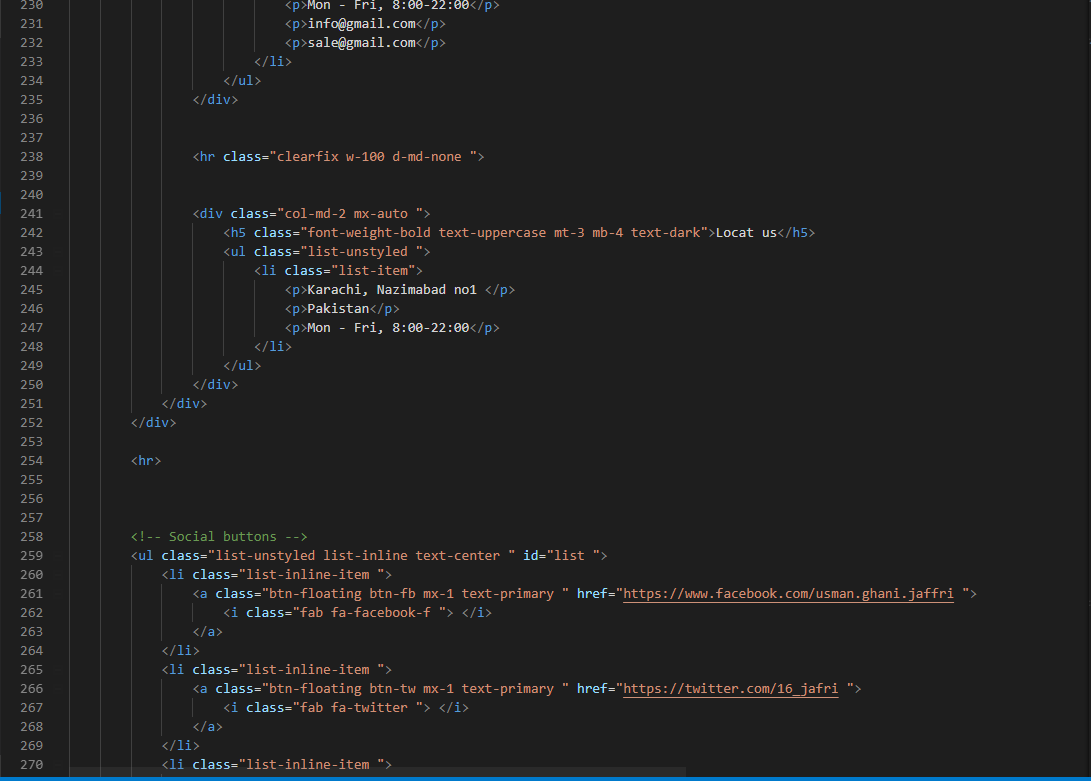 230 <p>Mon - Fri, 8:00-22:00</p>
231 <p>info@gmail.com</p>
232 <p>sale@gmail.com</p>
233 </li>
234 </ul>
235 </div>
236
237
238 <hr class="clearfix w-100 d-md-none ">
239
240
241 <div class="col-md-2 mx-auto ">
242 <h5 class="font-weight-bold text-uppercase mt-3 mb-4 text-dark">Locat us</h5>
243 <ul class="list-unstyled ">
244 <li class="list-item">
245 <p>Karachi, Nazimabad no1 </p>
246 <p>Pakistan</p>
247 <p>Mon - Fri, 8:00-22:00</p>
248 </li>
249 </ul>
250 </div>
251 </div>
252 </div>
253
254 <hr>
255
256
257
258 <!-- Social buttons -->
259 <ul class="list-unstyled list-inline text-center " id="list ">
260 <li class="list-inline-item ">
261 <a class="btn-floating btn-fb mx-1 text-primary " href="https://www.facebook.com/usman.ghani.jaffri ">
262 <i class="fab fa-facebook-f "> </i>
263 </a>
264 </li>
265 <li class="list-inline-item ">
266 <a class="btn-floating btn-tw mx-1 text-primary " href="https://twitter.com/16_jafri ">
267 <i class="fab fa-twitter "> </i>
268 </a>
269 </li>
270 <li class="list-inline-item ">